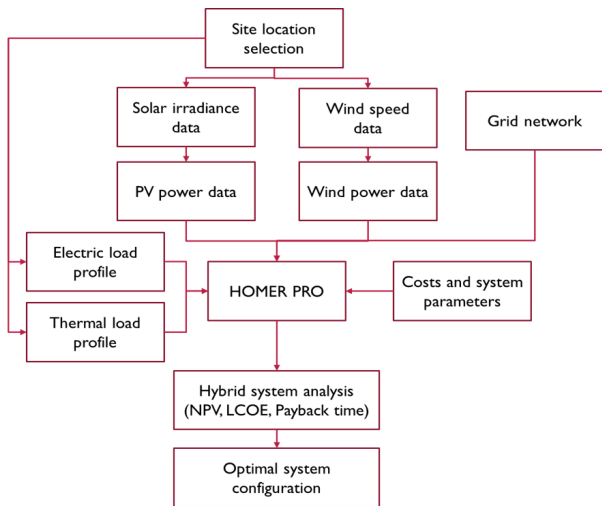 Site location
selection
Solar irradiance
data
Wind speed
data
Grid network
PV power data
Wind power data
Electric load
profile
HOMER PRO
Costs and system
parameters
Thermal load
profile
Hybrid system analysis
(NPV, LCOE, Payback time)
Optimal system
configuration